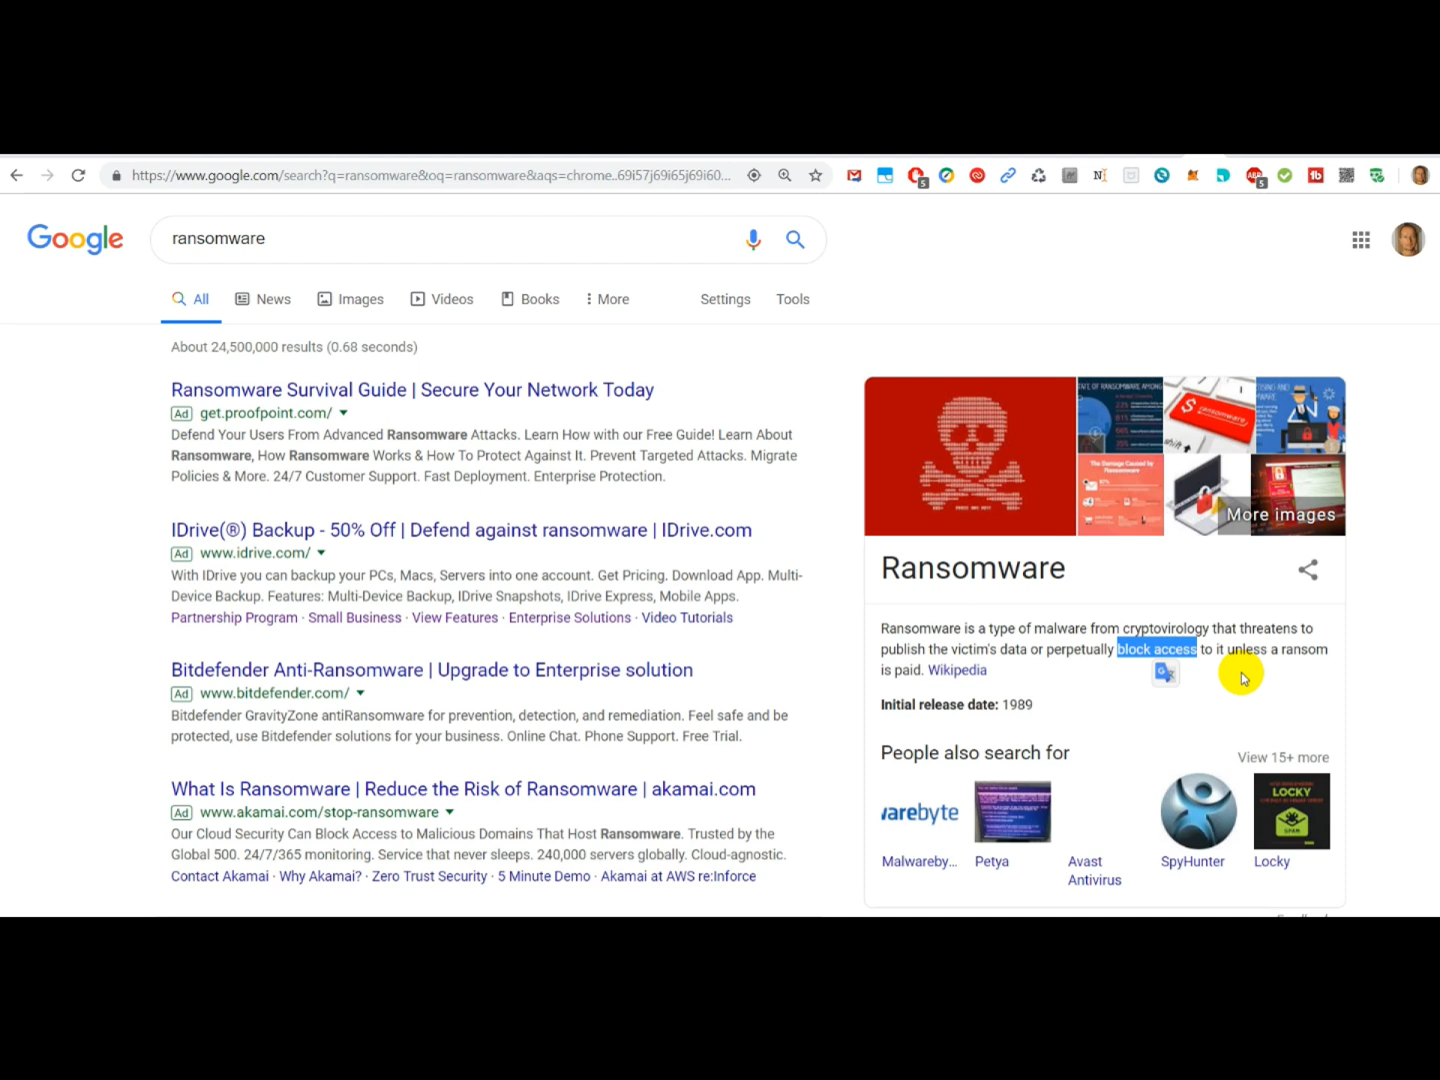 https://www.google.com/search?q=ransomware&oq=ransomware&aqs=chrome..69i57j69i65j69i60...
Google
ransomware
All
News
Images
Videos
Books
More
Settings
Tools
About 24,500,000 results (0.68 seconds)
Ransomware Survival Guide | Secure Your Network Today
Ad get.proofpoint.com/
Defend Your Users From Advanced Ransomware Attacks. Learn How with our Free Guide! Learn About
Ransomware, How Ransomware Works & How To Protect Against It. Prevent Targeted Attacks. Migrate
Policies & More. 24/7 Customer Support. Fast Deployment. Enterprise Protection.
IDrive(®) Backup - 50% Off | Defend against ransomware | IDrive.com
Ad www.idrive.com/
With IDrive you can backup your PCs, Macs, Servers into one account. Get Pricing. Download App. Multi-
Device Backup. Features: Multi-Device Backup, IDrive Snapshots, IDrive Express, Mobile Apps.
Partnership Program · Small Business · View Features · Enterprise Solutions · Video Tutorials
Bitdefender Anti-Ransomware | Upgrade to Enterprise solution
Ad www.bitdefender.com/
Bitdefender GravityZone antiRansomware for prevention, detection, and remediation. Feel safe and be
protected, use Bitdefender solutions for your business. Online Chat. Phone Support. Free Trial.
What Is Ransomware | Reduce the Risk of Ransomware | akamai.com
Ad www.akamai.com/stop-ransomware
Our Cloud Security Can Block Access to Malicious Domains That Host Ransomware. Trusted by the
Global 500. 24/7/365 monitoring. Service that never sleeps. 240,000 servers globally. Cloud-agnostic.
Contact Akamai · Why Akamai? · Zero Trust Security · 5 Minute Demo · Akamai at AWS re:Inforce
ransomware
shift
The Damage Caused by
Ransomware
More images
Ransomware
Ransomware is a type of malware from cryptovirology that threatens to
publish the victim's data or perpetually block access to it unless a ransom
is paid. Wikipedia
Initial release date: 1989
People also search for
View 15+ more
arebyte
LOCKY
Malwareby...
Petya
Avast
Antivirus
SpyHunter
Locky